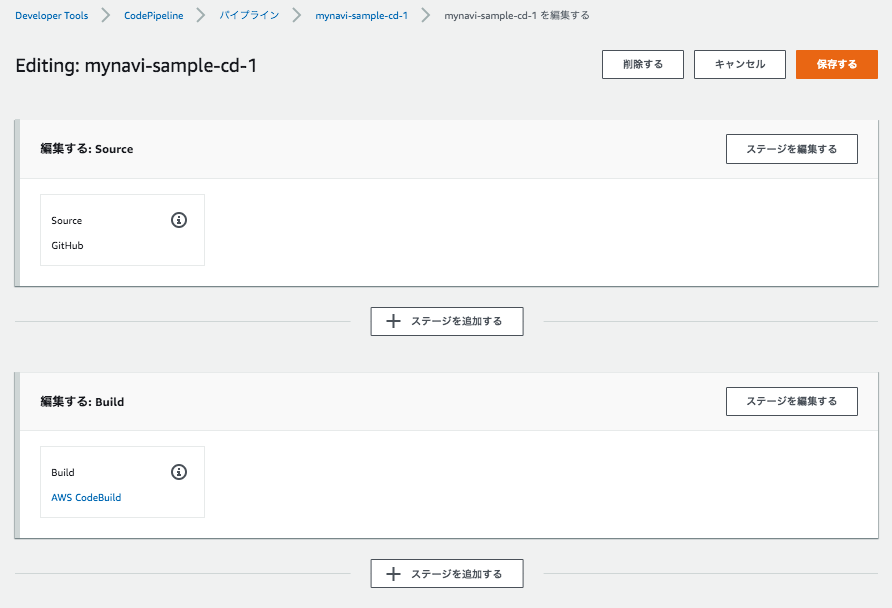 Developer Tools CodePipeline パイプライン mynavi-sample-cd-1 mynavi-sample-cd-1 を編集する
Editing: mynavi-sample-cd-1 削除する キャンセル 保存する
編集する: Source ステージを編集する
Source
GitHub
ステージを追加する
編集する: Build ステージを編集する
Build
AWS CodeBuild
ステージを追加する